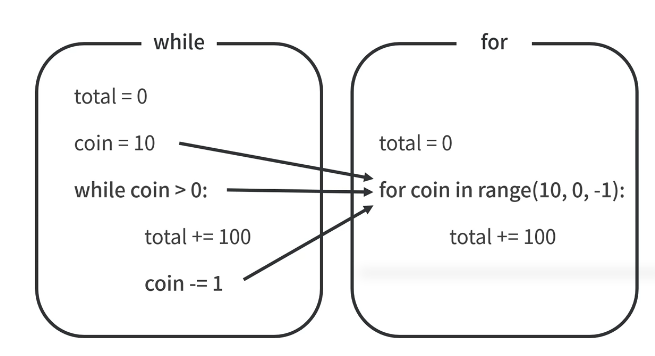 while
total = 0
coin = 10
while coin > 0:
total += 100
coin -= 1
for
total = 0
for coin in range(10, 0, -1):
total += 100